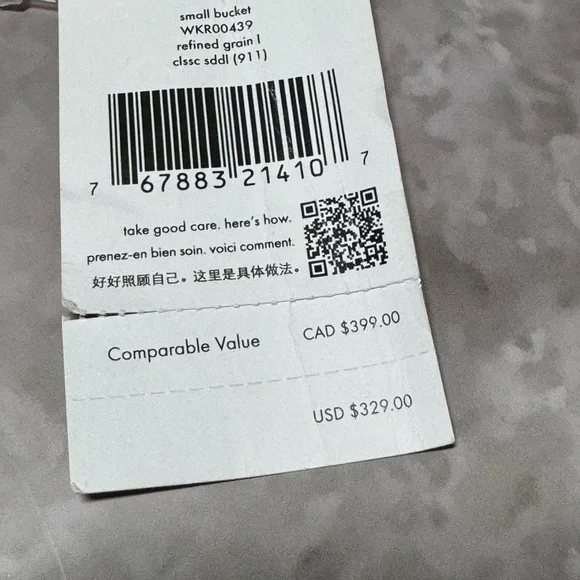 small bucket
WKR00439
refined grain l
clssc sddl (911)
7 67883 21410 7
take good care. here's how.
prenez-en bien soin. voici comment.
好好照顾自己。这里是具体做法。
Comparable Value CAD $399.00
USD $329.00